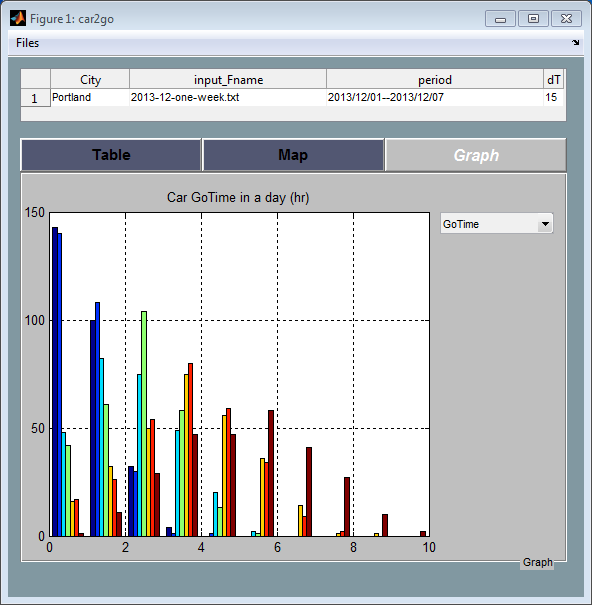 Figure 1: car2go
Files
City input_Fname period dT
1 Portland 2013-12-one-week.txt 2013/12/01--2013/12/07 15
Table Map Graph
Car GoTime in a day (hr)
GoTime
150
100
50
0
0 2 4 6 8 10
Graph